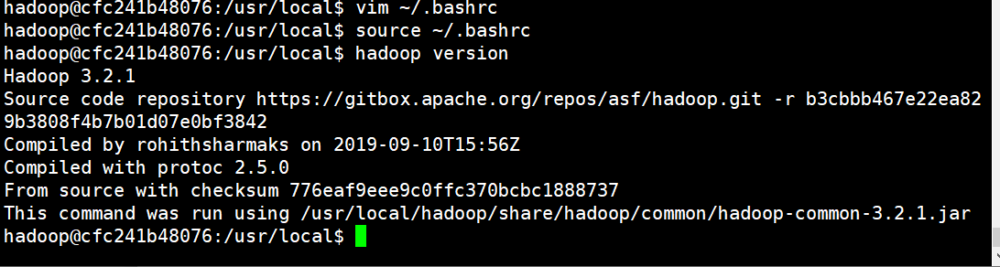 hadoop@cfc241b48076:/usr/local$ vim ~/.bashrc
hadoop@cfc241b48076:/usr/local$ source ~/.bashrc
hadoop@cfc241b48076:/usr/local$ hadoop version
Hadoop 3.2.1
Source code repository https://gitbox.apache.org/repos/asf/hadoop.git -r b3cbbb467e22ea82
9b3808f4b7b01d07e0bf3842
Compiled by rohithsharmaks on 2019-09-10T15:56Z
Compiled with protoc 2.5.0
From source with checksum 776eaf9eee9c0ffc370bcbc1888737
This command was run using /usr/local/hadoop/share/hadoop/common/hadoop-common-3.2.1.jar
hadoop@cfc241b48076:/usr/local$